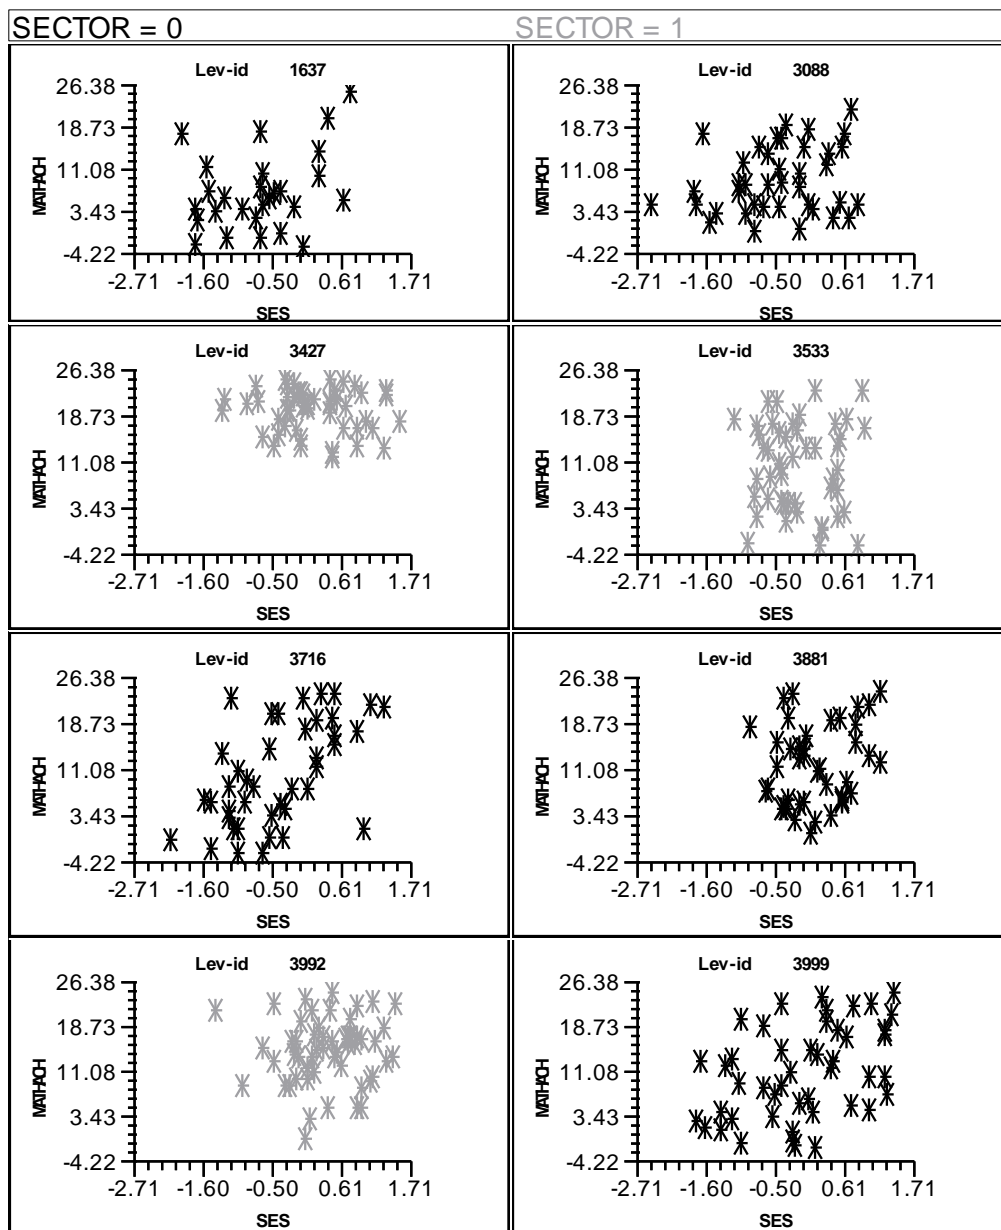 SECTOR = 0 SECTOR = 1
Lev-id 1637
26.38
18.73
11.08
3.43
-4.22
MATHACH
-2.71 -1.60 -0.50 0.61 1.71
SES
Lev-id 3088
26.38
18.73
11.08
3.43
-4.22
MATHACH
-2.71 -1.60 -0.50 0.61 1.71
SES
Lev-id 3427
26.38
18.73
11.08
3.43
-4.22
MATHACH
-2.71 -1.60 -0.50 0.61 1.71
SES
Lev-id 3533
26.38
18.73
11.08
3.43
-4.22
MATHACH
-2.71 -1.60 -0.50 0.61 1.71
SES
Lev-id 3716
26.38
18.73
11.08
3.43
-4.22
MATHACH
-2.71 -1.60 -0.50 0.61 1.71
SES
Lev-id 3881
26.38
18.73
11.08
3.43
-4.22
MATHACH
-2.71 -1.60 -0.50 0.61 1.71
SES
Lev-id 3992
26.38
18.73
11.08
3.43
-4.22
MATHACH
-2.71 -1.60 -0.50 0.61 1.71
SES
Lev-id 3999
26.38
18.73
11.08
3.43
-4.22
MATHACH
-2.71 -1.60 -0.50 0.61 1.71
SES